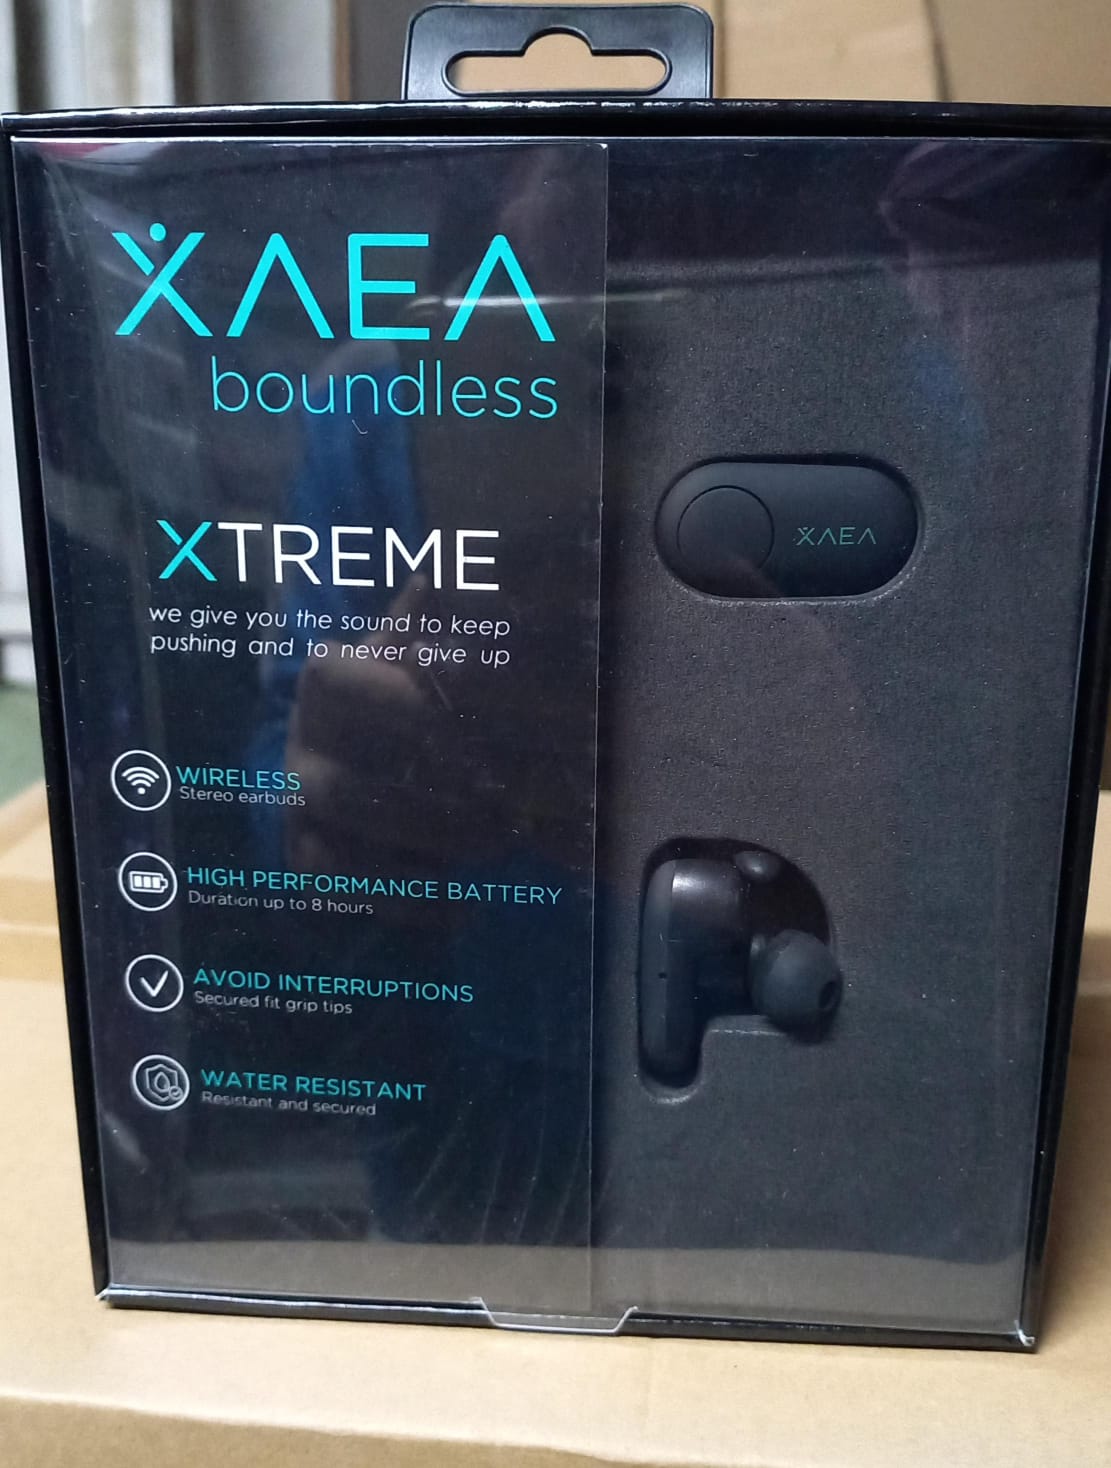 XAEA
boundless
XTREME
we give you the sound to keep
pushing and to never give up
WIRELESS
Stereo earbuds
HIGH PERFORMANCE BATTERY
Duration up to 8 hours
AVOID INTERRUPTIONS
Secured fit grip tips
WATER RESISTANT
Resistant and secured
XAEA